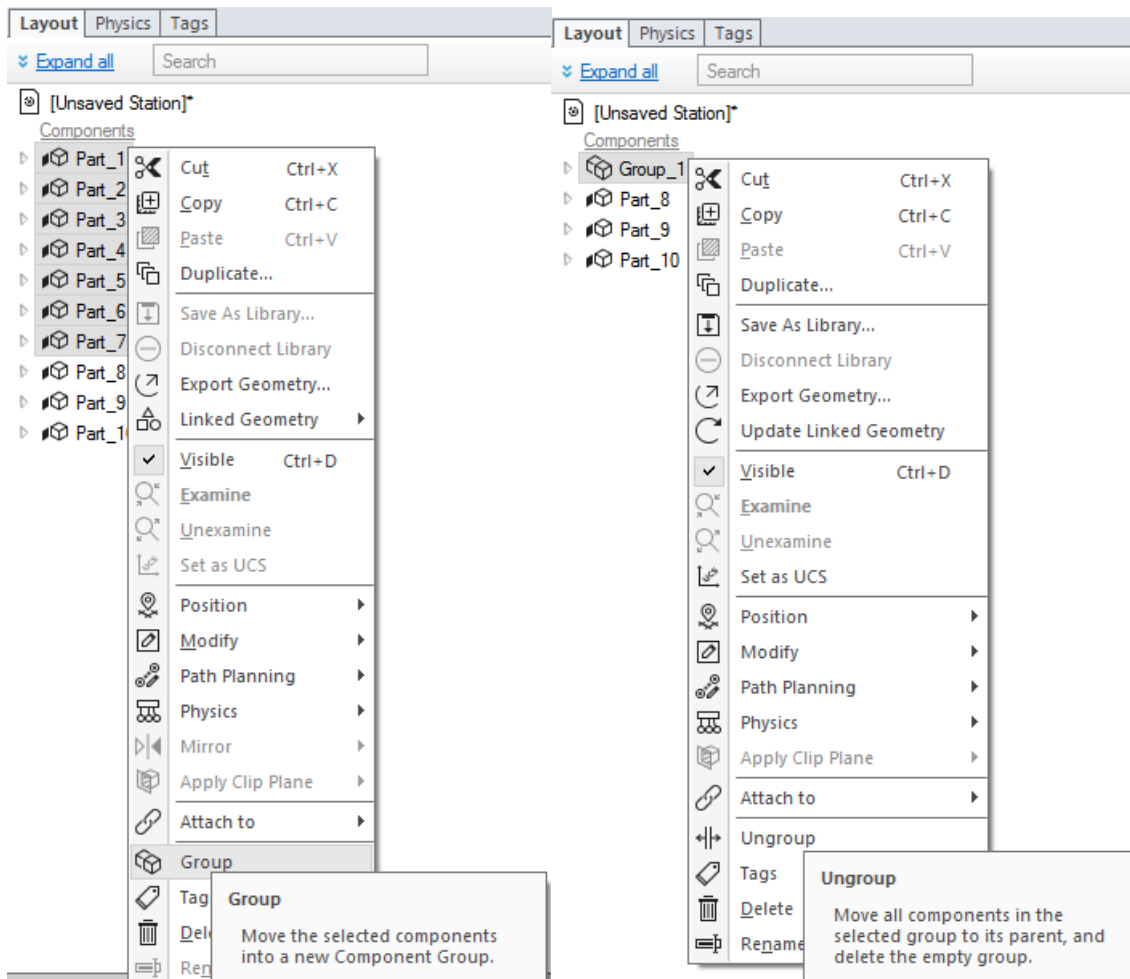 Layout Physics Tags
Expand all Search
[Unsaved Station]*
Components
Part_1
Part_2
Part_3
Part_4
Part_5
Part_6
Part_7
Part_8
Part_9
Part_1
Cut Ctrl+X
Copy Ctrl+C
Paste Ctrl+V
Duplicate...
Save As Library...
Disconnect Library
Export Geometry...
Linked Geometry
Visible Ctrl+D
Examine
Unexamine
Set as UCS
Position
Modify
Path Planning
Physics
Mirror
Apply Clip Plane
Attach to
Group
Tag
Del
Ren
Group
Move the selected components
into a new Component Group.
Layout Physics Tags
Expand all Search
[Unsaved Station]*
Components
Group_1
Part_8
Part_9
Part_10
Cut Ctrl+X
Copy Ctrl+C
Paste Ctrl+V
Duplicate...
Save As Library...
Disconnect Library
Export Geometry...
Update Linked Geometry
Visible Ctrl+D
Examine
Unexamine
Set as UCS
Position
Modify
Path Planning
Physics
Apply Clip Plane
Attach to
Ungroup
Tags
Delete
Rename
Ungroup
Move all components in the
selected group to its parent, and
delete the empty group.